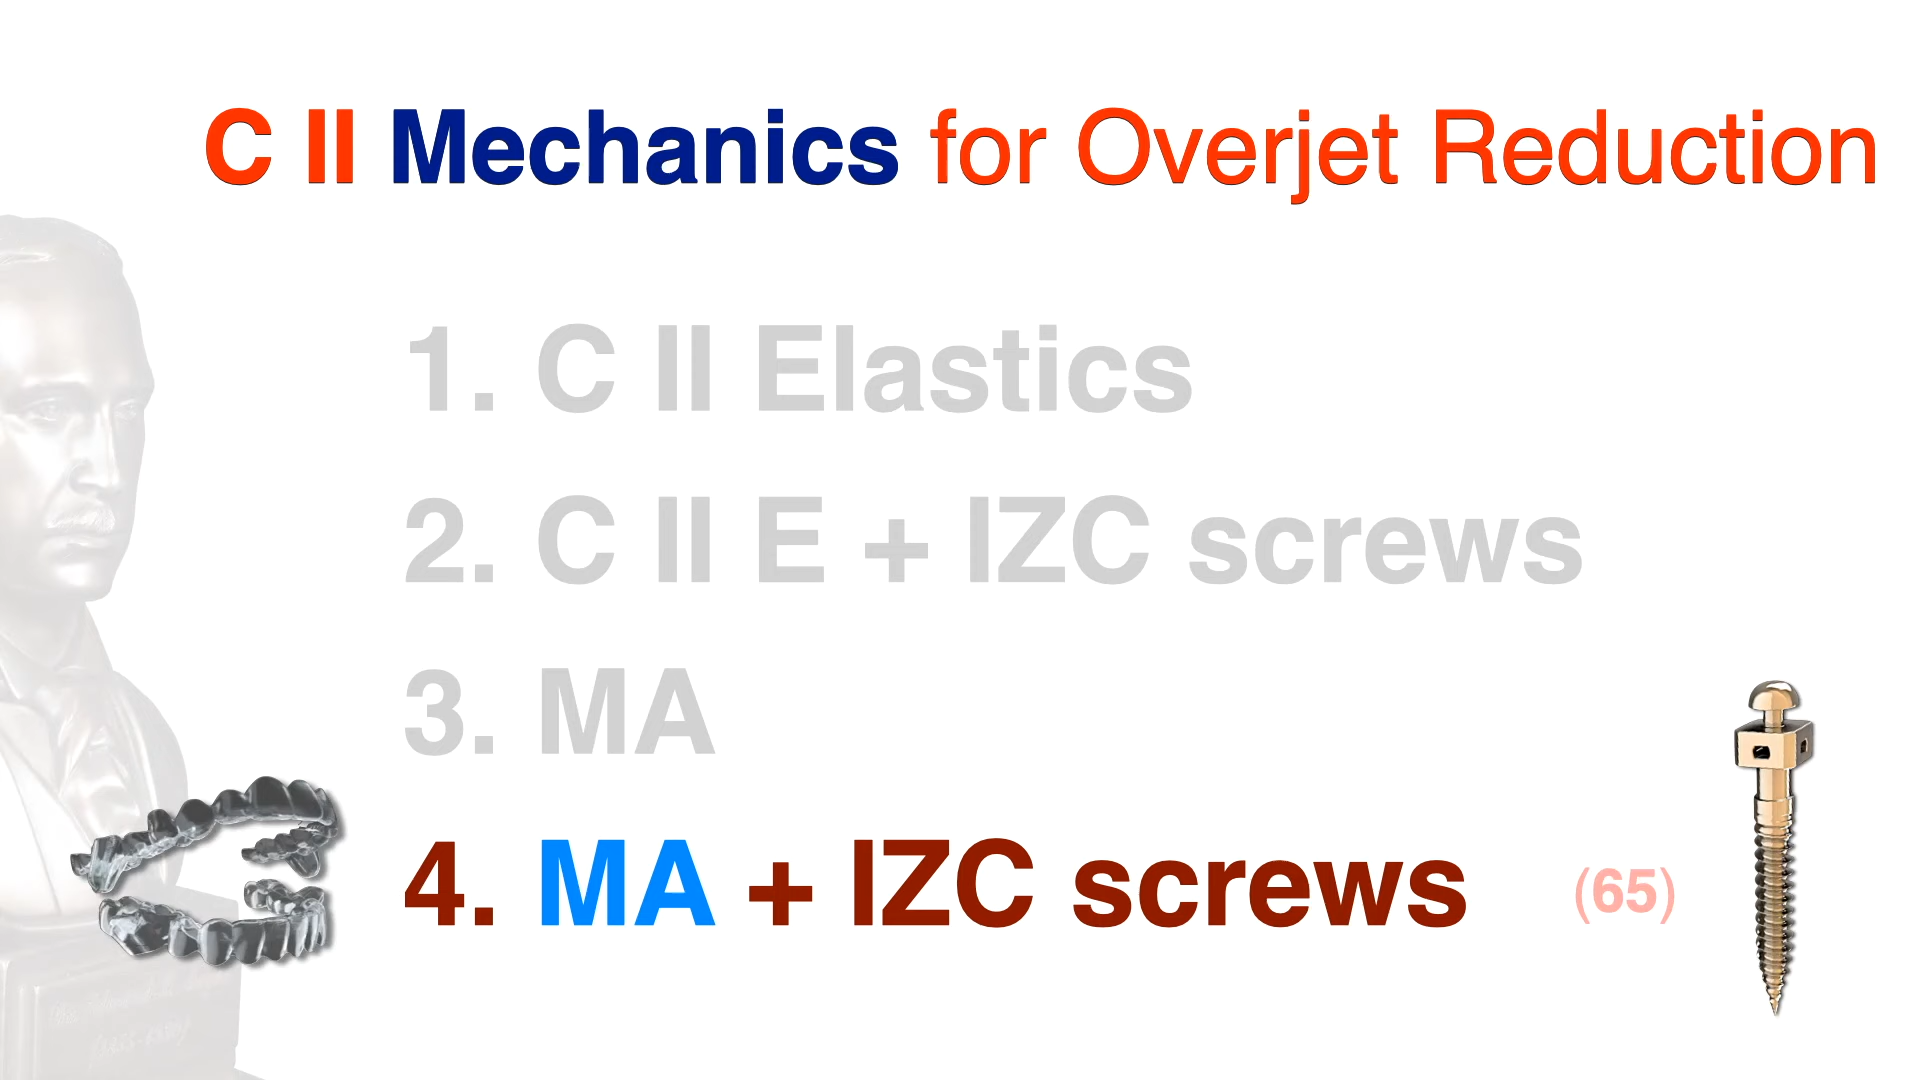 C II Mechanics for Overjet Reduction
1. C II Elastics
2. C II E + IZC screws
3. MA
4. MA + IZC screws (65)